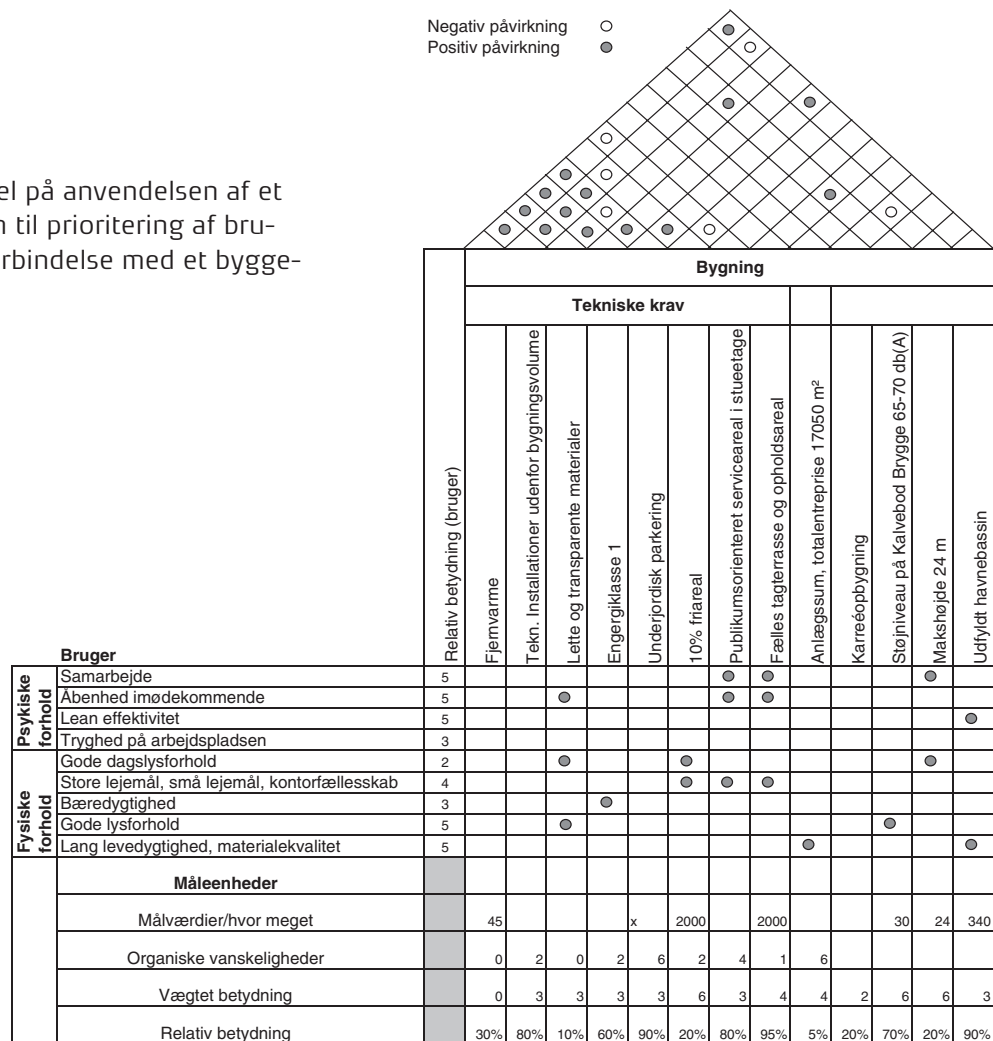 Negativ påvirkning
Positiv påvirkning
el på anvendelsen af et
til prioritering af bru-
rbindelse med et bygge-
Bygning
Tekniske krav
Relativ betydning (bruger)
Fjernvarme
Tekn. Installationer udenfor bygningsvolume
Lette og transparente materialer
Engergiklasse 1
Underjordisk parkering
10% friareal
Publikumsorienteret serviceareal i stueetage
Fælles tagterrasse og opholdsareal
Anlægssum, totalentreprise 17050 m²
Karreéopbygning
Støjniveau på Kalvebod Brygge 65-70 db(A)
Makshøjde 24 m
Udfyldt havnebassin
Bruger
Psykiske forhold
Samarbejde 5
Åbenhed imødekommende 5
Lean effektivitet 5
Tryghed på arbejdspladsen 3
Fysiske forhold
Gode dagslysforhold 2
Store lejemål, små lejemål, kontorfællesskab 4
Bæredygtighed 3
Gode lysforhold 5
Lang levedygtighed, materialekvalitet 5
Måleenheder
Målværdier/hvor meget 45 x 2000 2000 30 24 340
Organiske vanskeligheder 0 2 0 2 6 2 4 1 6
Vægtet betydning 0 3 3 3 3 6 3 4 4 2 6 6 3
Relativ betydning 30% 80% 10% 60% 90% 20% 80% 95% 5% 20% 70% 20% 90%